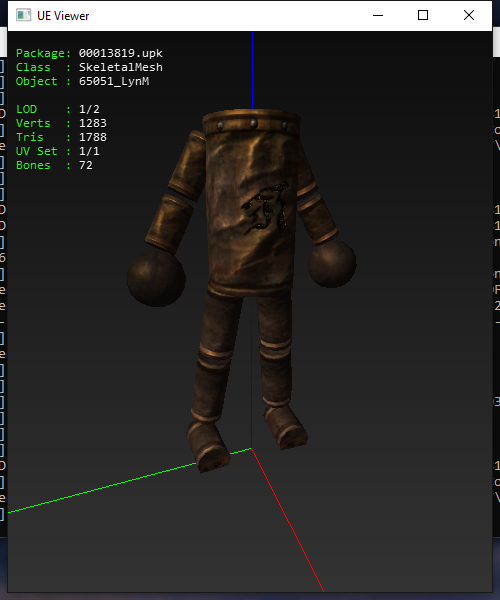 UE Viewer
Package: 00013819.upk
Class : SkeletalMesh
Object : 65051_LynM
LOD : 1/2
Verts : 1283
Tris : 1788
UV Set : 1/1
Bones : 72